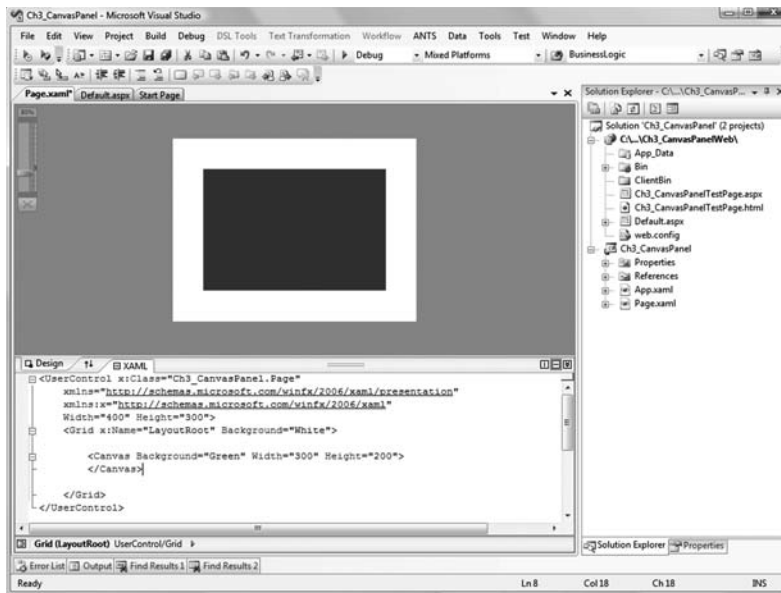 Ch3_CanvasPanel - Microsoft Visual Studio
File Edit View Project Build Debug DSL Tools Text Transformation Workflow ANTS Data Tools Test Window Help
Debug Mixed Platforms BusinessLogic
Page.xaml* Default.aspx Start Page
Solution Explorer - C:\...\Ch3_CanvasP...
80%
Solution 'Ch3_CanvasPanel' (2 projects)
C:\...\Ch3_CanvasPanelWeb\
App_Data
Bin
ClientBin
Ch3_CanvasPanelTestPage.aspx
Ch3_CanvasPanelTestPage.html
Default.aspx
web.config
Ch3_CanvasPanel
Properties
References
App.xaml
Page.xaml
Design XAML
<UserControl x:Class="Ch3_CanvasPanel.Page"
xmlns="http://schemas.microsoft.com/winfx/2006/xaml/presentation"
xmlns:x="http://schemas.microsoft.com/winfx/2006/xaml"
Width="400" Height="300">
<Grid x:Name="LayoutRoot" Background="White">
<Canvas Background="Green" Width="300" Height="200">
</Canvas>
</Grid>
</UserControl>
Grid (LayoutRoot) UserControl/Grid
Solution Explorer Properties
Error List Output Find Results 1 Find Results 2
Ready Ln 8 Col 18 Ch 18 INS